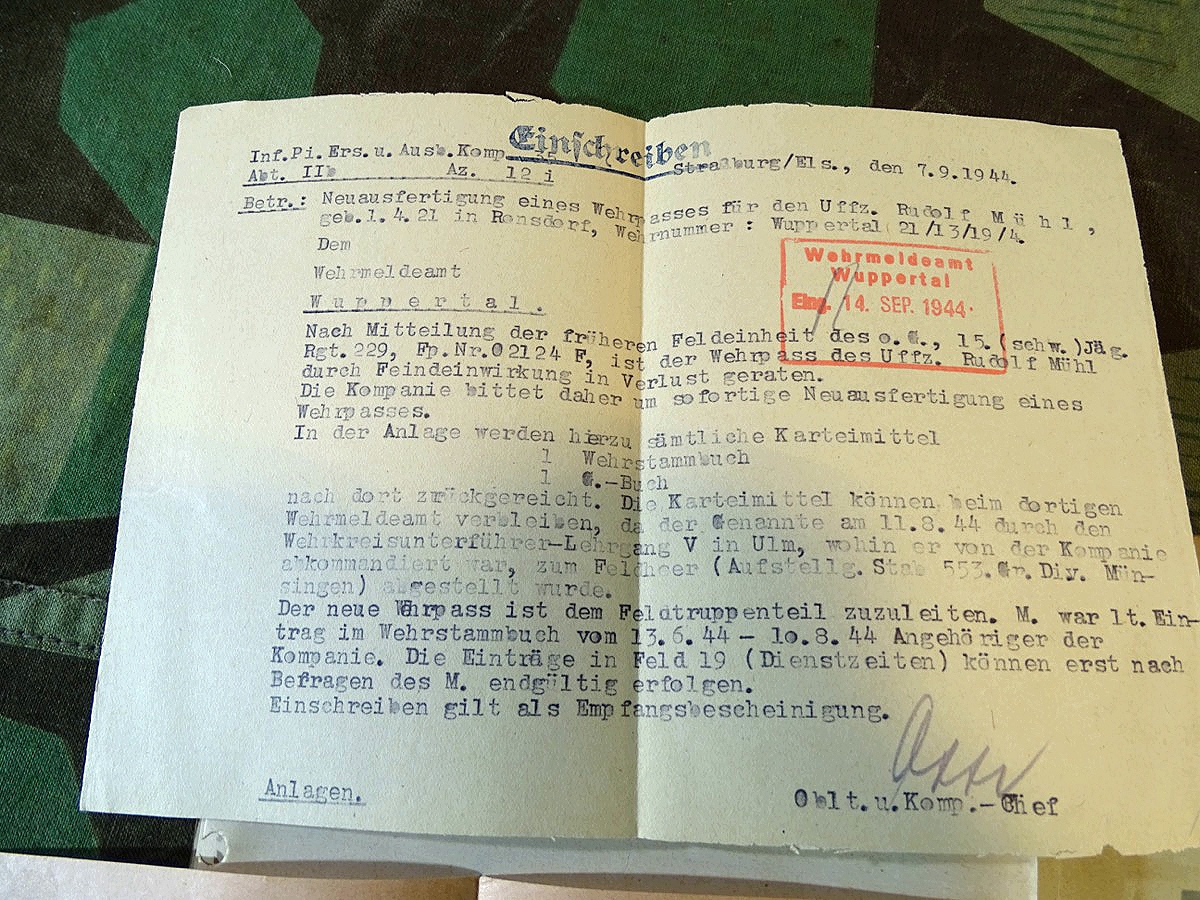 Einschreiben
Inf.Pi.Ers.u.Ausb.Komp
Straßburg/Els., den 7.9.1944.
Abt. IIb Az. 12 i
Betr.: Neuausfertigung eines Wehrpasses für den Uffz. Rudolf Mühl,
geb.1.4.21 in Ronsdorf, Wehrnummer : Wuppertal 21/13/19/4.
Dem
Wehrmeldeamt
Wuppertal.
Wehrmeldeamt
Wuppertal
Eing. 14. SEP. 1944.
Nach Mitteilung der früheren Feldeinheit des o.G., 15.(schw.)Jäg.
Rgt.229, Fp.Nr.02124 F, ist der Wehrpass des Uffz. Rudolf Mühl
durch Feindeinwirkung in Verlust geraten.
Die Kompanie bittet daher um sofortige Neuausfertigung eines
Wehrpasses.
In der Anlage werden hierzu sämtliche Karteimittel
1 Wehrstammbuch
1 G.-Buch
nach dort zurückgereicht. Die Karteimittel können beim dortigen
Wehrmeldeamt verbleiben, da der Genannte am 11.8.44 durch den
Wehrkreisunterführer-Lehrgang V in Ulm, wohin er von der Kompanie
abkommandiert war, zum Feldheer (Aufstellg.Stab 553.Gr.Div. Mün-
singen) abgestellt wurde.
Der neue Wehrpass ist dem Feldtruppenteil zuzuleiten. M. war lt.Ein-
trag im Wehrstammbuch vom 13.6.44 - 10.8.44 Angehöriger der
Kompanie. Die Einträge in Feld 19 (Dienstzeiten) können erst nach
Befragen des M. endgültig erfolgen.
Einschreiben gilt als Empfangsbescheinigung.
Anlagen.
Oblt.u.Komp.-Chef